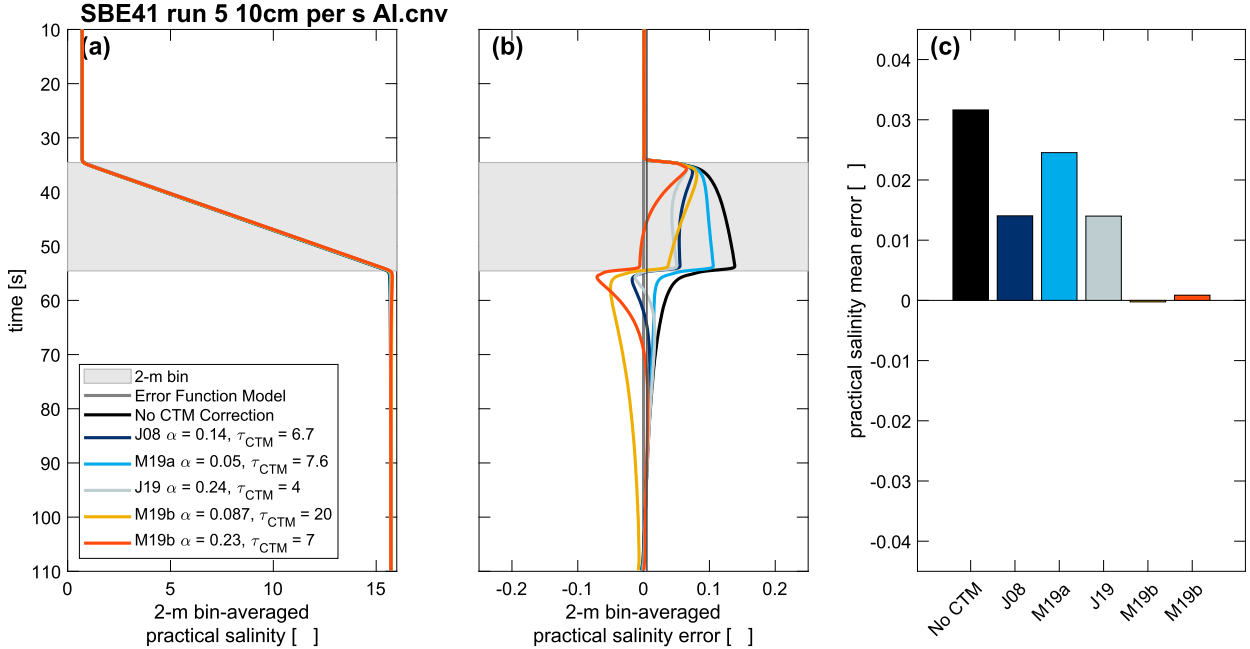 SBE41 run 5 10cm per s AI.cnv
(a)
10
20
30
40
50
60
70
80
90
100
110
time [s]
2-m bin
Error Function Model
No CTM Correction
J08 α = 0.14, τCTM = 6.7
M19a α = 0.05, τCTM = 7.6
J19 α = 0.24, τCTM = 4
M19b α = 0.087, τCTM = 20
M19b α = 0.23, τCTM = 7
0 5 10 15
2-m bin-averaged
practical salinity [ ]
(b)
-0.2 -0.1 0 0.1 0.2
2-m bin-averaged
practical salinity error [ ]
(c)
0.04
0.03
0.02
0.01
0
-0.01
-0.02
-0.03
-0.04
practical salinity mean error [ ]
No CTM
J08
M19a
J19
M19b
M19b